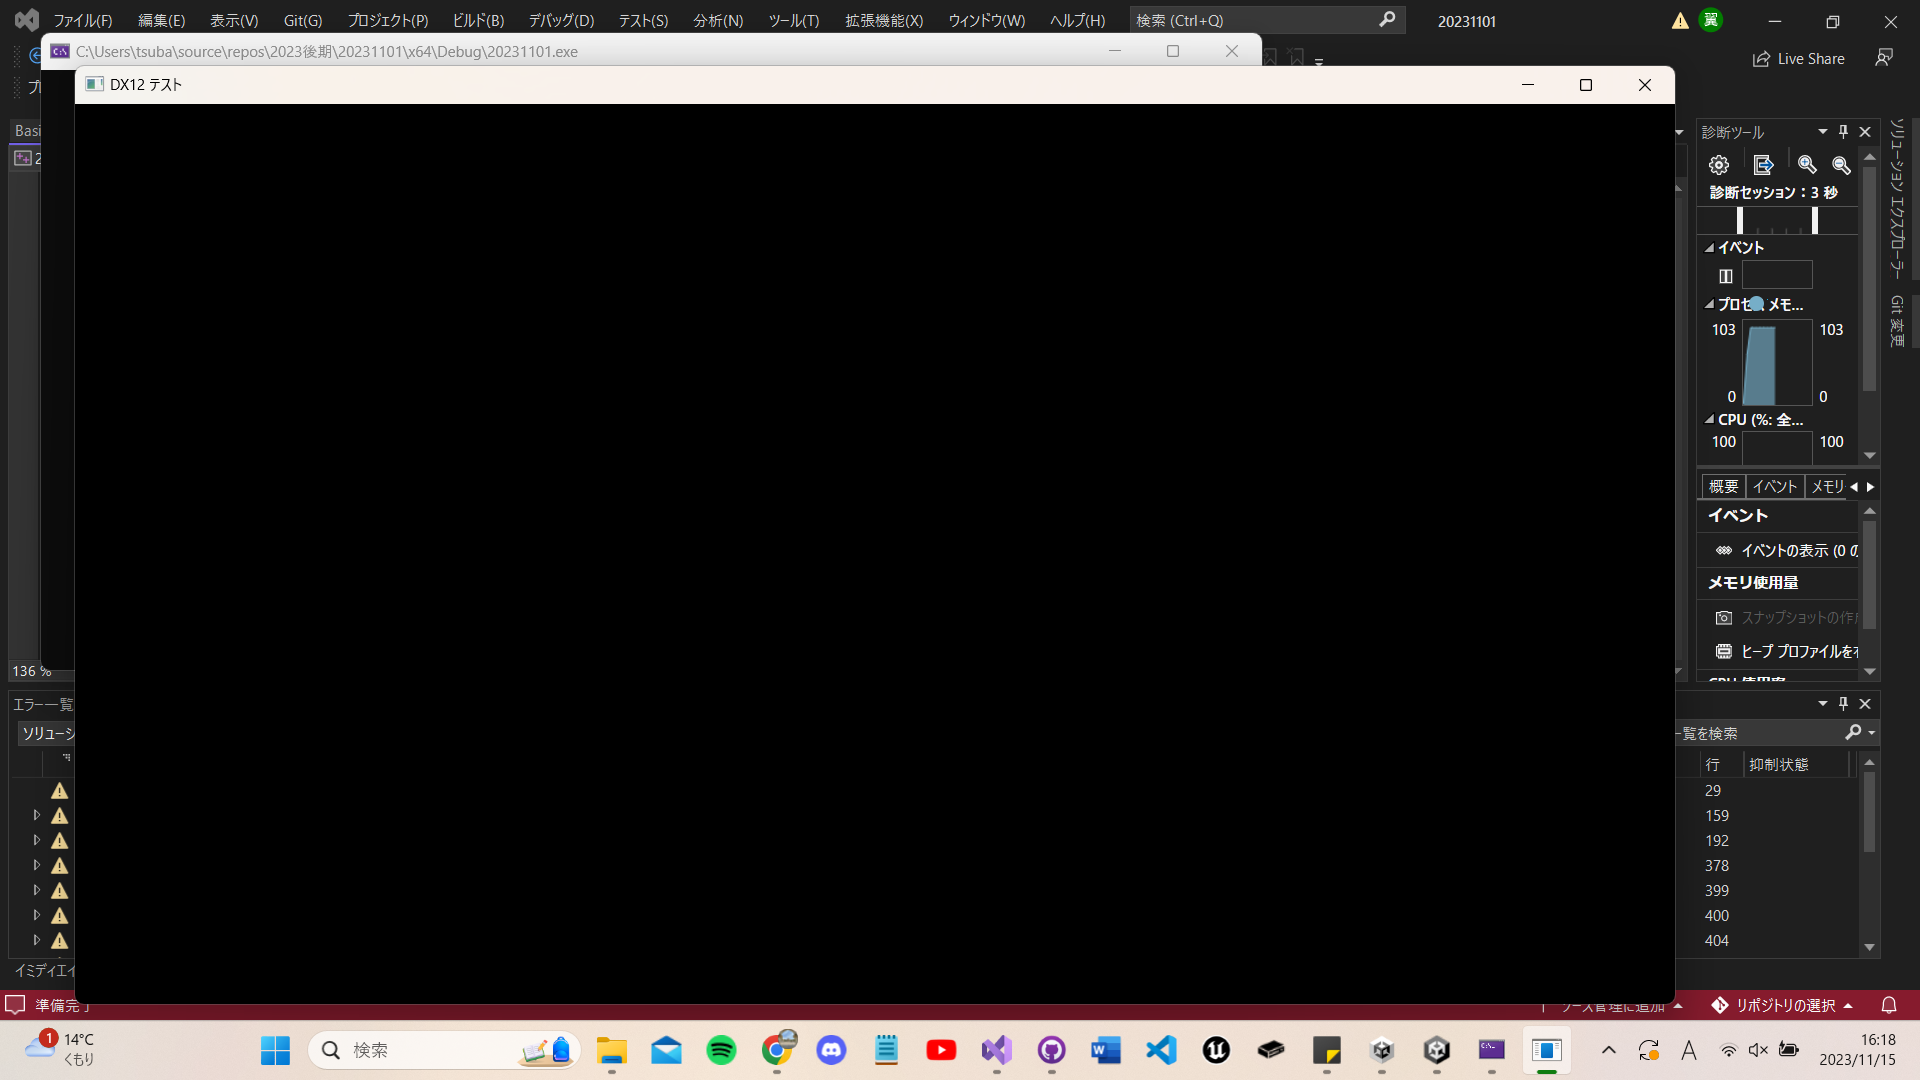 ファイル(F) 編集(E) 表示(V) Git(G) プロジェクト(P) ビルド(B) デバッグ(D) テスト(S) 分析(N) ツール(T) 拡張機能(X) ウィンドウ(W) ヘルプ(H) 検索 (Ctrl+Q) 20231101 翼
C:\Users\tsuba\source\repos\2023後期\20231101\x64\Debug\20231101.exe
Live Share
DX12 テスト
プ
Basi
2
診断ツール
診断セッション：3 秒
イベント
プロセス メモ...
103 103
0 0
CPU (%: 全...
100 100
概要 イベント メモリ
イベント
イベントの表示 (0 の
メモリ使用量
スナップショットの作
ヒープ プロファイルを
CPU 使用率
ソリューション エクスプローラー
Git 変更
136 %
エラー一覧
ソリューシ
一覧を検索
行 抑制状態
29
159
192
378
399
400
404
イミディエイ
準備完了
ソース管理に追加
リポジトリの選択
1
14°C
くもり
検索
A
16:18
2023/11/15